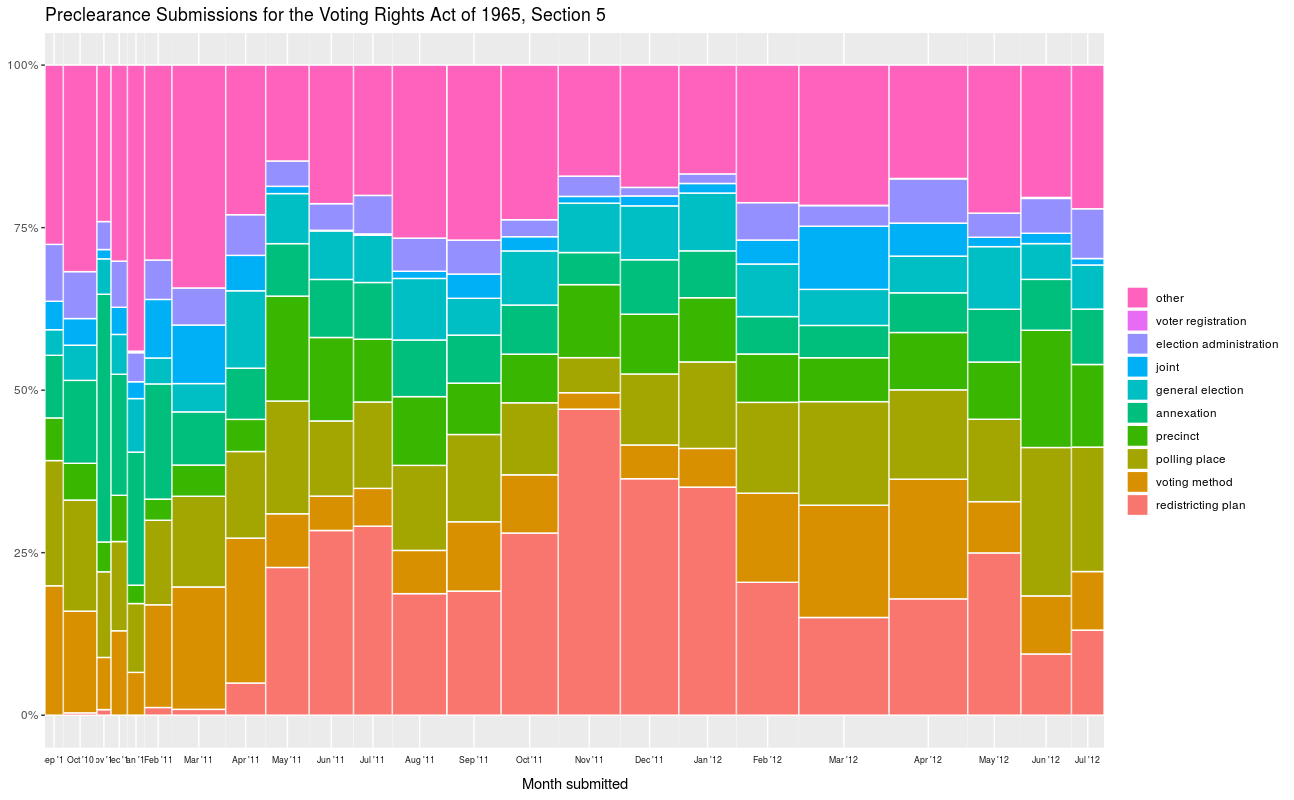 Preclearance Submissions for the Voting Rights Act of 1965, Section 5
100%
75%
50%
25%
0%
Oct '10 Feb '11 Mar '11 Apr '11 May '11 Jun '11 Jul '11 Aug '11 Sep '11 Oct '11 Nov '11 Dec '11 Jan '12 Feb '12 Mar '12 Apr '12 May '12 Jun '12 Jul '12
Month submitted
other
voter registration
election administration
joint
general election
annexation
precinct
polling place
voting method
redistricting plan